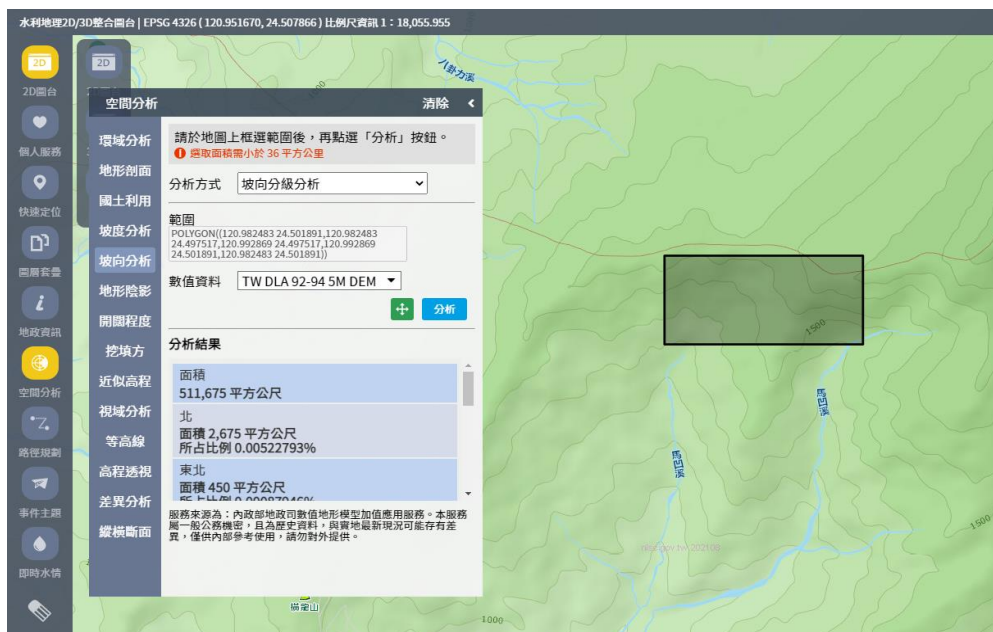 水利地理2D/3D整合圖台 | EPSG 4326 ( 120.951670, 24.507866 ) 比例尺資訊 1：18,055.955
2D
2D圖台
個人服務
快速定位
圖層套疊
地政資訊
空間分析
路徑規劃
事件主題
即時水情
2D
空間分析
清除
環域分析
地形剖面
國土利用
坡度分析
坡向分析
地形陰影
開闊程度
挖填方
近似高程
視域分析
等高線
高程透視
差異分析
縱橫斷面
請於地圖上框選範圍後，再點選「分析」按鈕。
選取面積需小於 36 平方公里
分析方式
坡向分級分析
範圍
POLYGON((120.982483 24.501891,120.982483
24.497517,120.992869 24.497517,120.992869
24.501891,120.982483 24.501891))
數值資料
TW DLA 92-94 5M DEM
分析
分析結果
面積
511,675 平方公尺
北
面積 2,675 平方公尺
所占比例 0.00522793%
東北
面積 450 平方公尺
所占比例 0.00087946%
服務來源為：內政部地政司數值地形模型加值應用服務。本服務
屬一般公務機密，且為歷史資料，與實地最新現況可能存有差
異，僅供內部參考使用，請勿對外提供。
八卦力溪
1500
馬凹溪
馬凹溪
1500
1000